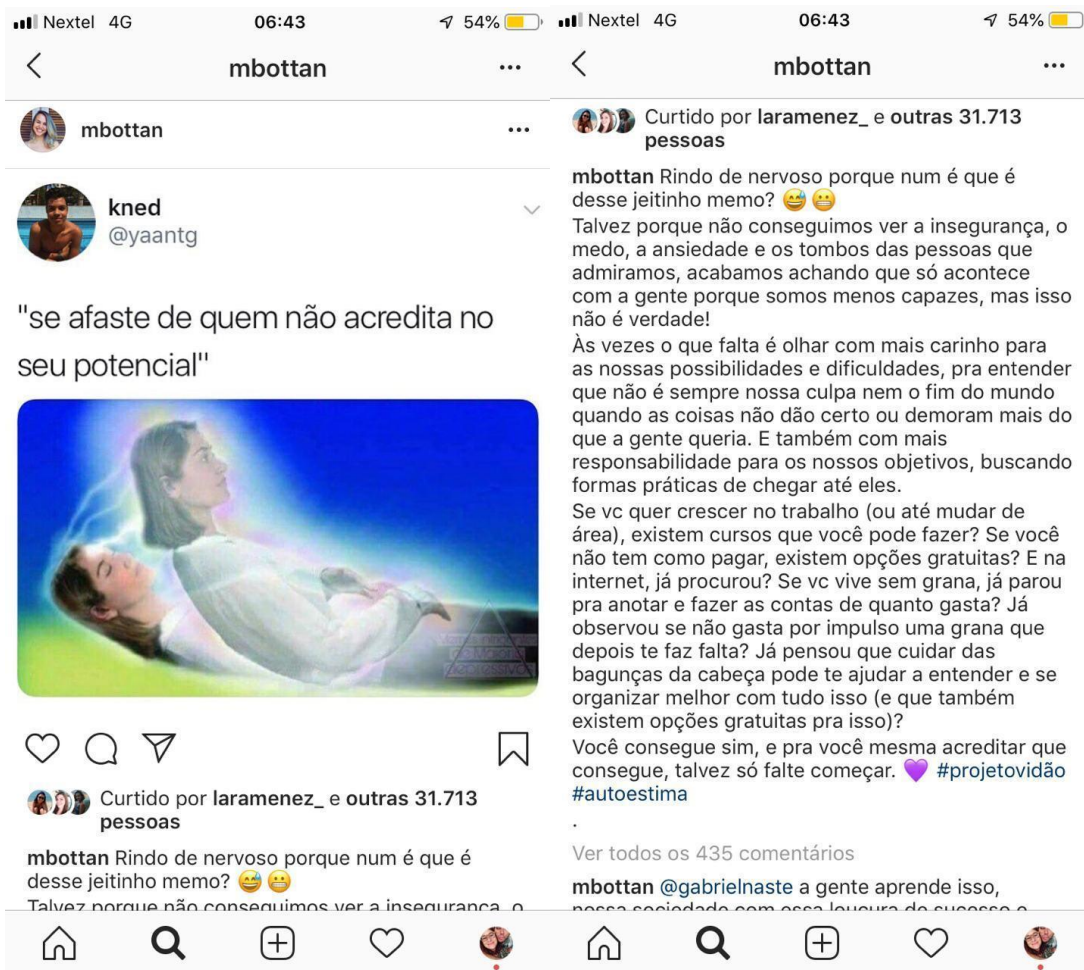 Nextel 4G 06:43 54%
mbottan
mbottan
kned
@yaantg
"se afaste de quem não acredita no
seu potencial"
Curtido por laramenez_ e outras 31.713
pessoas
mbottan Rindo de nervoso porque num é que é
desse jeitinho memo? 😅😬
Talvez porque não conseguimos ver a insegurança, o
Nextel 4G 06:43 54%
mbottan
Curtido por laramenez_ e outras 31.713
pessoas
mbottan Rindo de nervoso porque num é que é
desse jeitinho memo? 😅😬
Talvez porque não conseguimos ver a insegurança, o
medo, a ansiedade e os tombos das pessoas que
admiramos, acabamos achando que só acontece
com a gente porque somos menos capazes, mas isso
não é verdade!
Às vezes o que falta é olhar com mais carinho para
as nossas possibilidades e dificuldades, pra entender
que não é sempre nossa culpa nem o fim do mundo
quando as coisas não dão certo ou demoram mais do
que a gente queria. E também com mais
responsabilidade para os nossos objetivos, buscando
formas práticas de chegar até eles.
Se vc quer crescer no trabalho (ou até mudar de
área), existem cursos que você pode fazer? Se você
não tem como pagar, existem opções gratuitas? E na
internet, já procurou? Se vc vive sem grana, já parou
pra anotar e fazer as contas de quanto gasta? Já
observou se não gasta por impulso uma grana que
depois te faz falta? Já pensou que cuidar das
bagunças da cabeça pode te ajudar a entender e se
organizar melhor com tudo isso (e que também
existem opções gratuitas pra isso)?
Você consegue sim, e pra você mesma acreditar que
consegue, talvez só falte começar. 💜 #projetovidão
#autoestima
.
Ver todos os 435 comentários
mbottan @gabrielnaste a gente aprende isso,
nossa sociedade com essa loucura de sucesso e